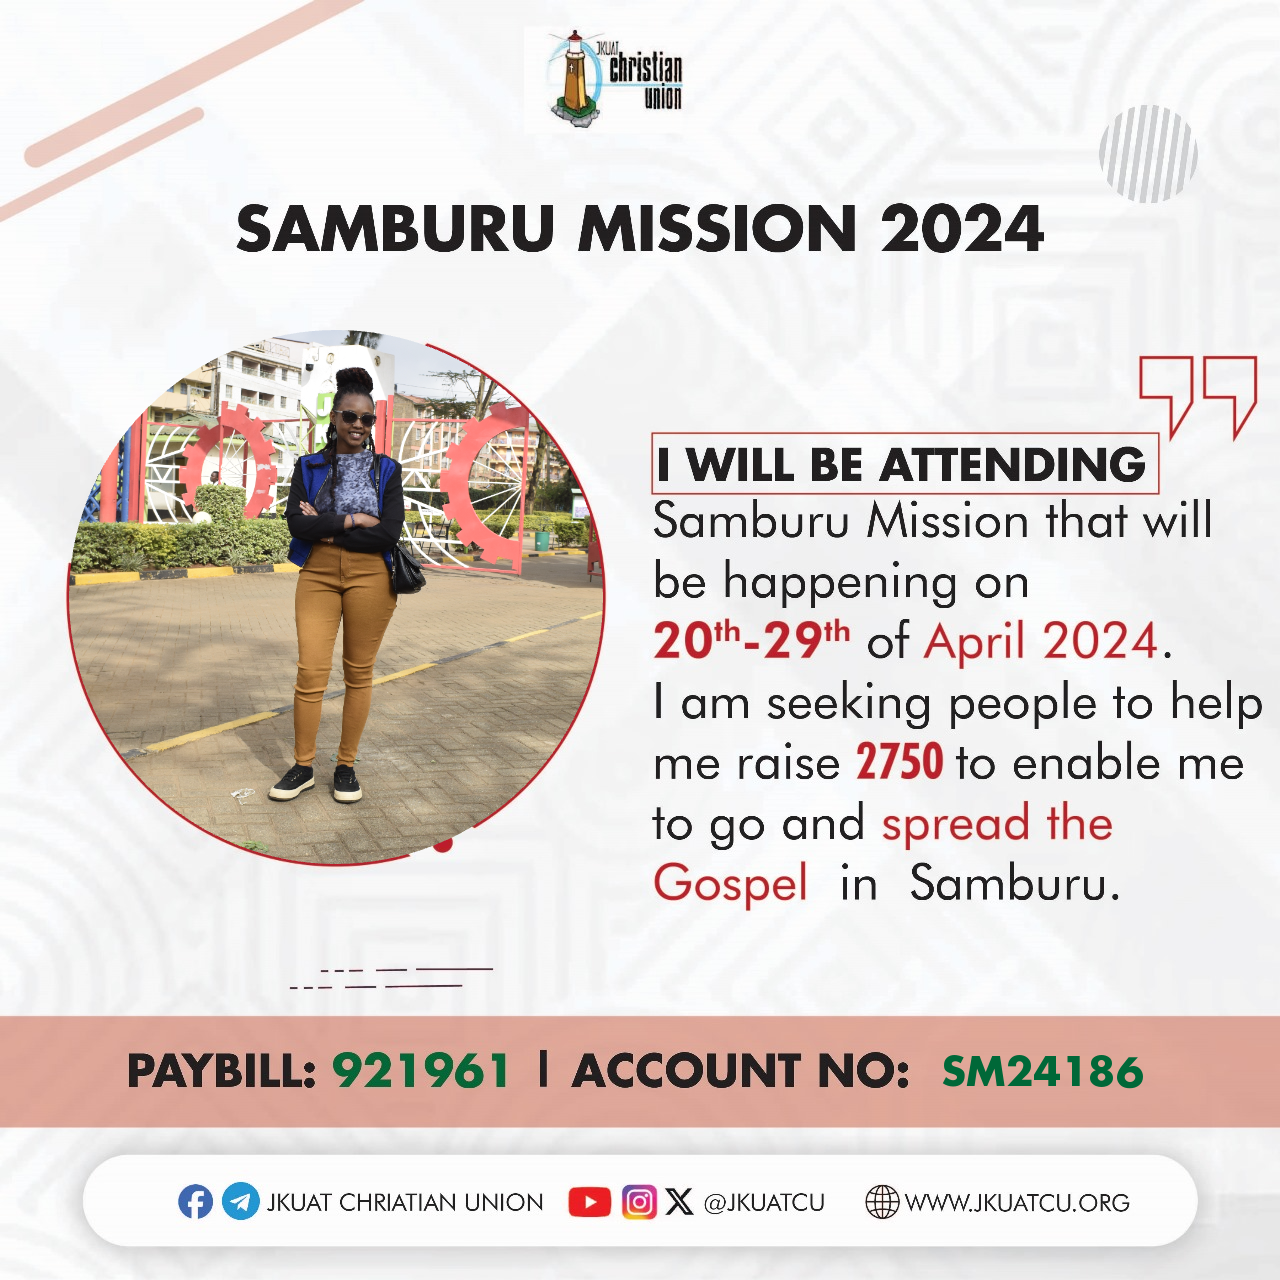 JKUAT
christian
union
SAMBURU MISSION 2024
I WILL BE ATTENDING
Samburu Mission that will
be happening on
20th-29th of April 2024.
I am seeking people to help
me raise 2750 to enable me
to go and spread the
Gospel in Samburu.
PAYBILL: 921961 | ACCOUNT NO: SM24186
JKUAT CHRIATIAN UNION @JKUATCU WWW.JKUATCU.ORG